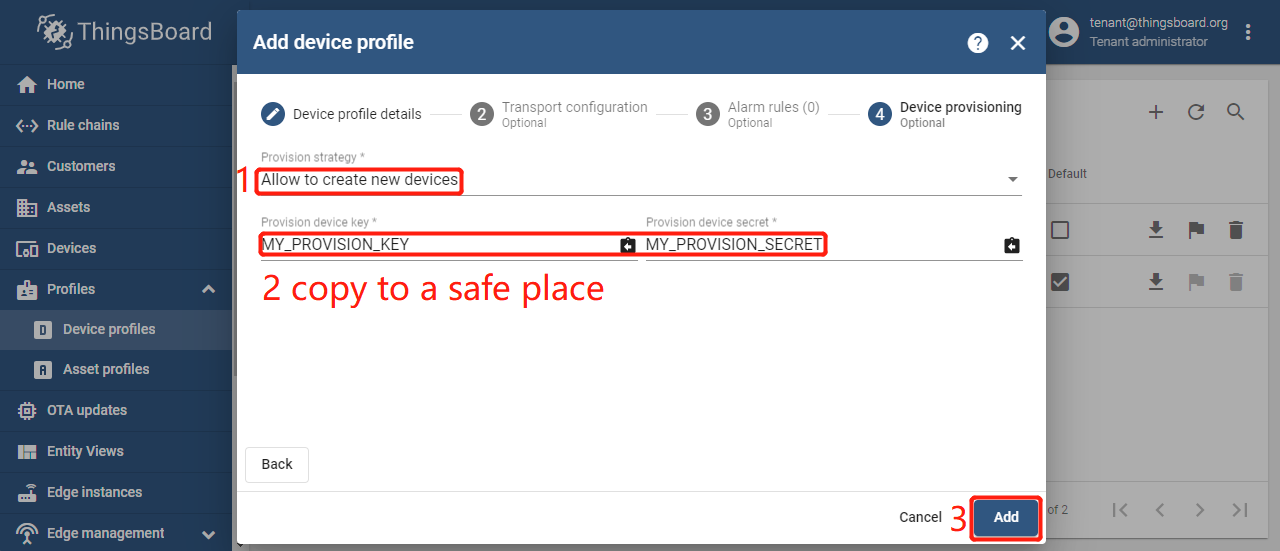 ThingsBoard
Home
Rule chains
Customers
Assets
Devices
Profiles
D Device profiles
A Asset profiles
OTA updates
Entity Views
Edge instances
Edge management
Add device profile
?
tenant@thingsboard.org
Tenant administrator
Device profile details
2 Transport configuration
Optional
3 Alarm rules (0)
Optional
4 Device provisioning
Optional
Provision strategy *
1 Allow to create new devices
Provision device key *
MY_PROVISION_KEY
Provision device secret *
MY_PROVISION_SECRET
2 copy to a safe place
Back
Cancel
3 Add
Default
of 2